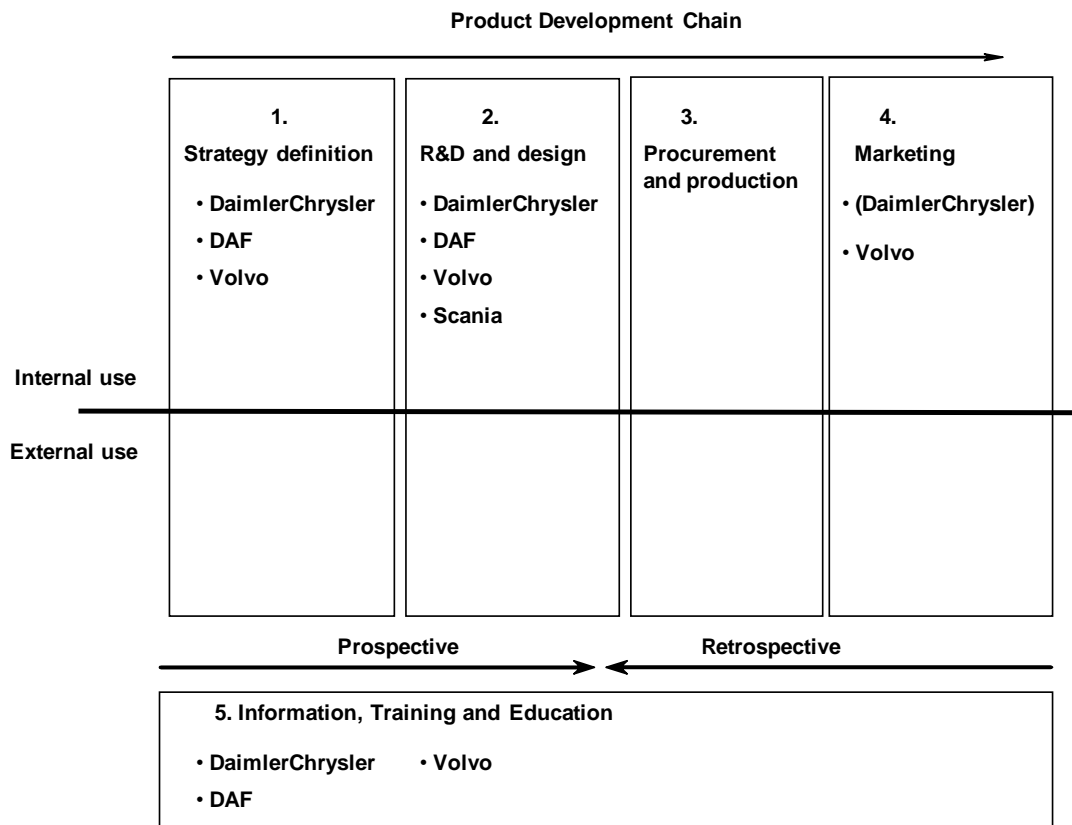 Product Development Chain
1.
Strategy definition
• DaimlerChrysler
• DAF
• Volvo
2.
R&D and design
• DaimlerChrysler
• DAF
• Volvo
• Scania
3.
Procurement
and production
4.
Marketing
• (DaimlerChrysler)
• Volvo
Internal use
External use
Prospective
Retrospective
5. Information, Training and Education
• DaimlerChrysler
• DAF
• Volvo